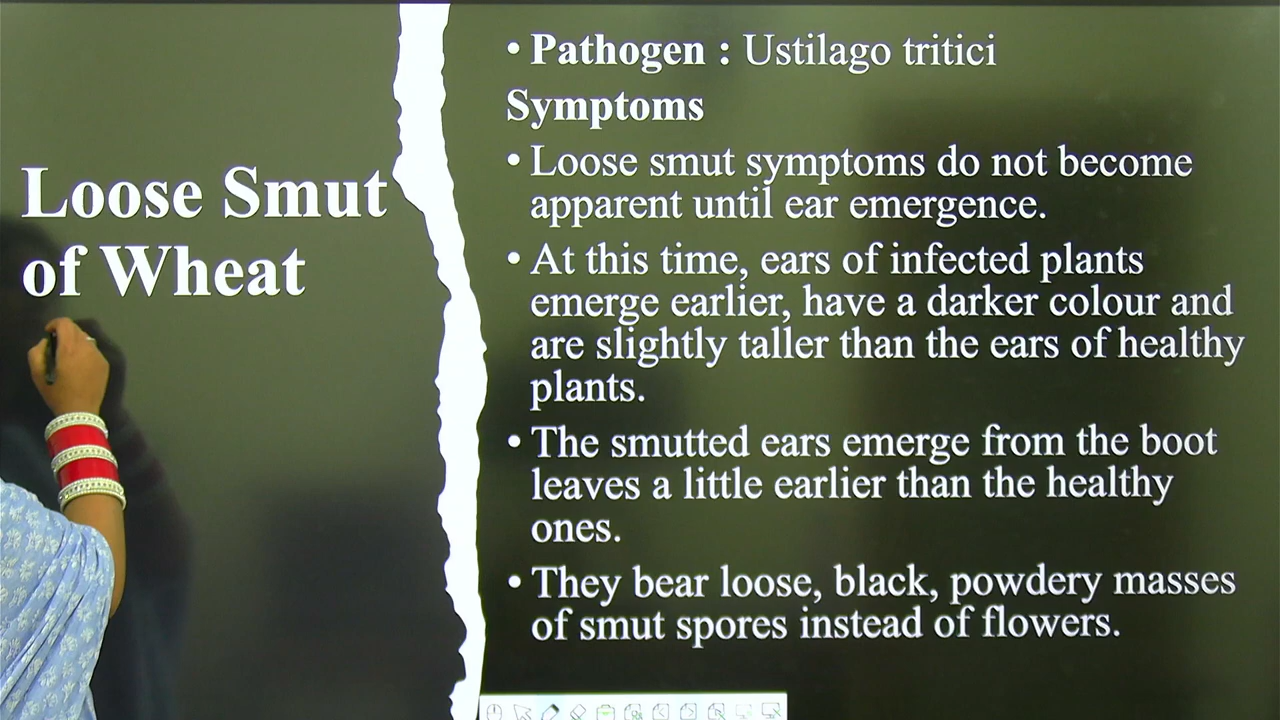 Loose Smut
of Wheat
• Pathogen : Ustilago tritici
Symptoms
• Loose smut symptoms do not become
apparent until ear emergence.
• At this time, ears of infected plants
emerge earlier, have a darker colour and
are slightly taller than the ears of healthy
plants.
• The smutted ears emerge from the boot
leaves a little earlier than the healthy
ones.
• They bear loose, black, powdery masses
of smut spores instead of flowers.